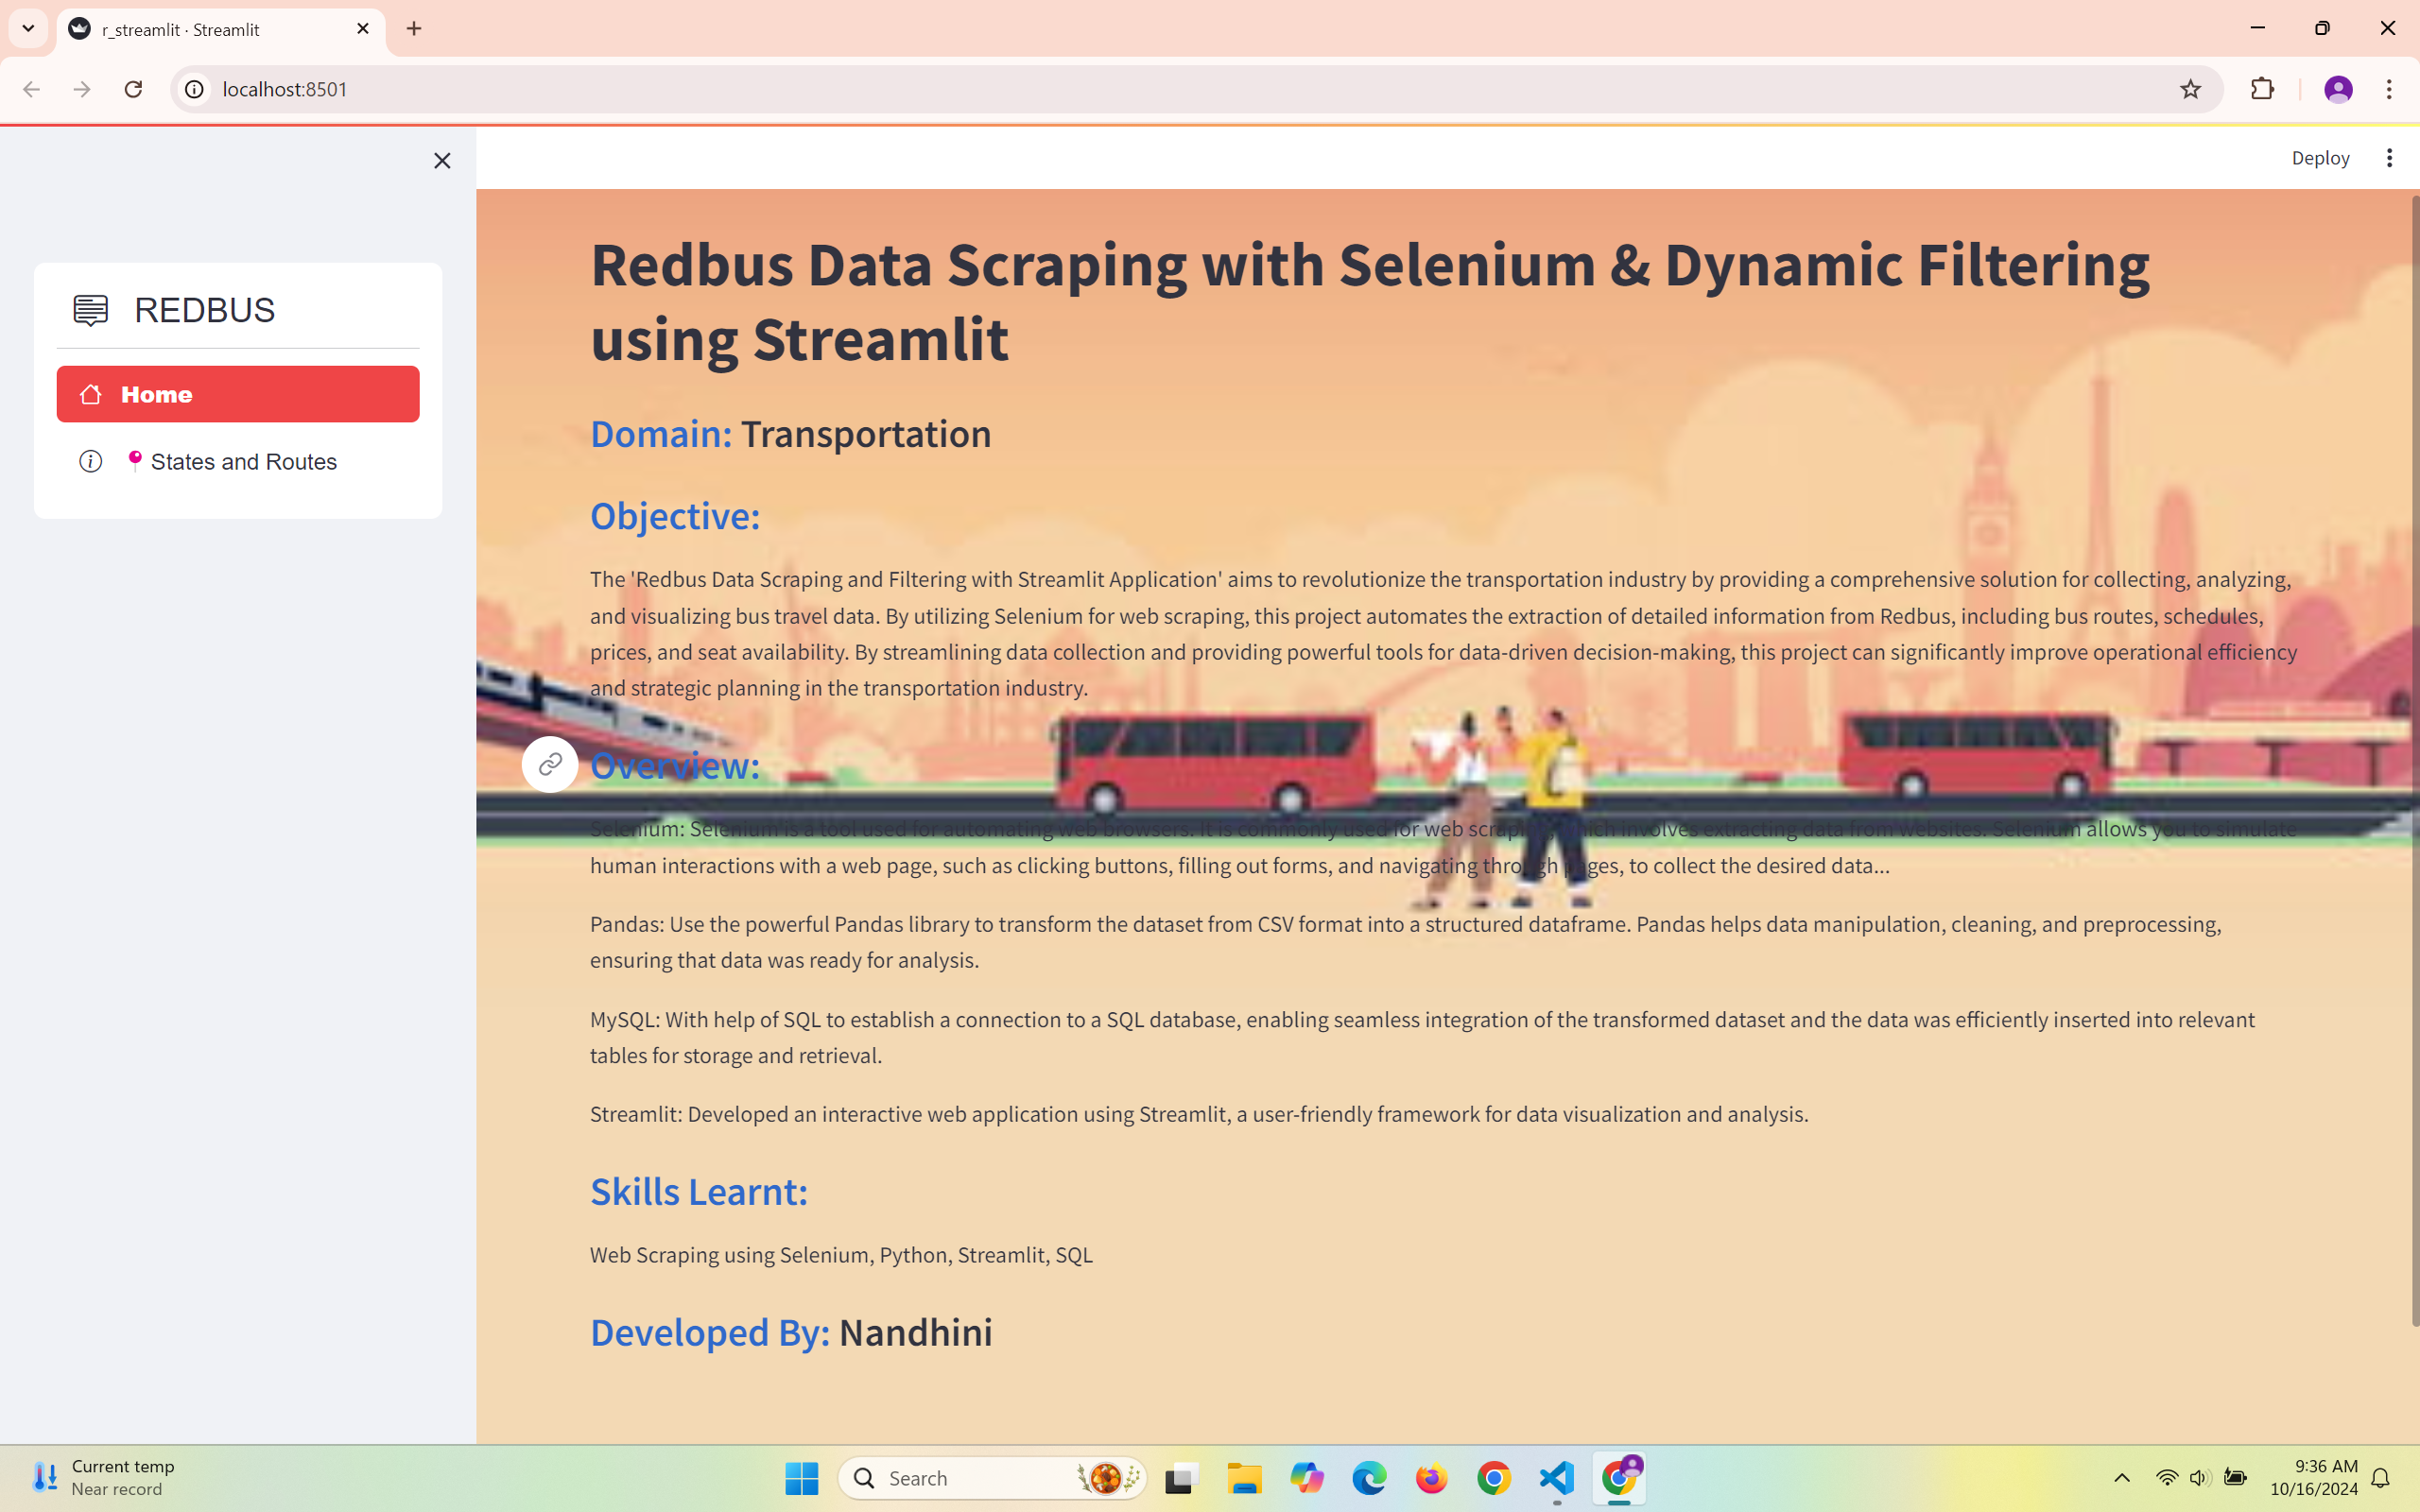 r_streamlit · Streamlit
localhost:8501
Deploy
REDBUS
Home
States and Routes
Redbus Data Scraping with Selenium & Dynamic Filtering
using Streamlit
Domain: Transportation
Objective:
The 'Redbus Data Scraping and Filtering with Streamlit Application' aims to revolutionize the transportation industry by providing a comprehensive solution for collecting, analyzing,
and visualizing bus travel data. By utilizing Selenium for web scraping, this project automates the extraction of detailed information from Redbus, including bus routes, schedules,
prices, and seat availability. By streamlining data collection and providing powerful tools for data-driven decision-making, this project can significantly improve operational efficiency
and strategic planning in the transportation industry.
Overview:
Selenium: Selenium is a tool used for automating web browsers. It is commonly used for web scraping, which involves extracting data from websites. Selenium allows you to simulate
human interactions with a web page, such as clicking buttons, filling out forms, and navigating through pages, to collect the desired data...
Pandas: Use the powerful Pandas library to transform the dataset from CSV format into a structured dataframe. Pandas helps data manipulation, cleaning, and preprocessing,
ensuring that data was ready for analysis.
MySQL: With help of SQL to establish a connection to a SQL database, enabling seamless integration of the transformed dataset and the data was efficiently inserted into relevant
tables for storage and retrieval.
Streamlit: Developed an interactive web application using Streamlit, a user-friendly framework for data visualization and analysis.
Skills Learnt:
Web Scraping using Selenium, Python, Streamlit, SQL
Developed By: Nandhini
Current temp
Near record
Search
9:36 AM
10/16/2024